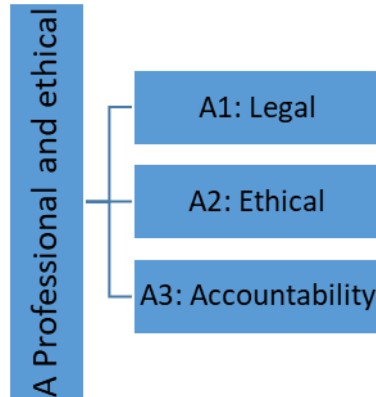 A Professional and ethical
A1: Legal
A2: Ethical
A3: Accountability